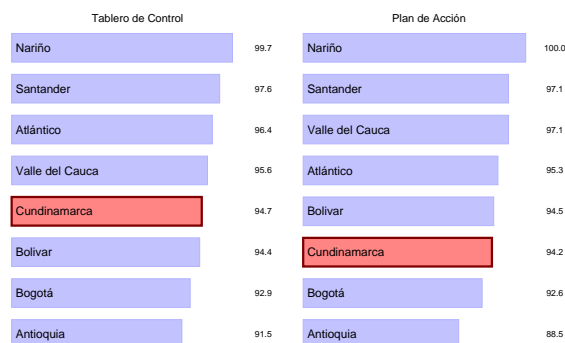 Tablero de Control
Nariño 99.7
Santander 97.6
Atlántico 96.4
Valle del Cauca 95.6
Cundinamarca 94.7
Bolivar 94.4
Bogotá 92.9
Antioquia 91.5
Plan de Acción
Nariño 100.0
Santander 97.1
Valle del Cauca 97.1
Atlántico 95.3
Bolivar 94.5
Cundinamarca 94.2
Bogotá 92.6
Antioquia 88.5